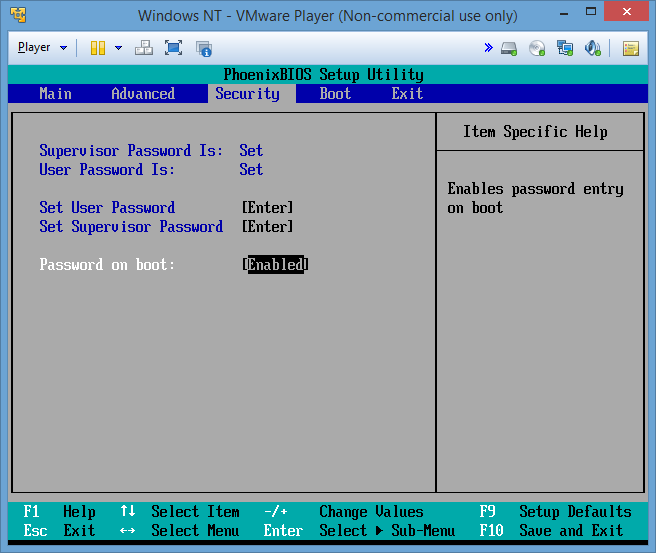 Windows NT - VMware Player (Non-commercial use only)
Player
PhoenixBIOS Setup Utility
Main Advanced Security Boot Exit
Supervisor Password Is: Set
User Password Is: Set
Set User Password [Enter]
Set Supervisor Password [Enter]
Password on boot: [Enabled]
Item Specific Help
Enables password entry
on boot
F1 Help ↑↓ Select Item -/+ Change Values F9 Setup Defaults
Esc Exit ↔ Select Menu Enter Select ▶ Sub-Menu F10 Save and Exit